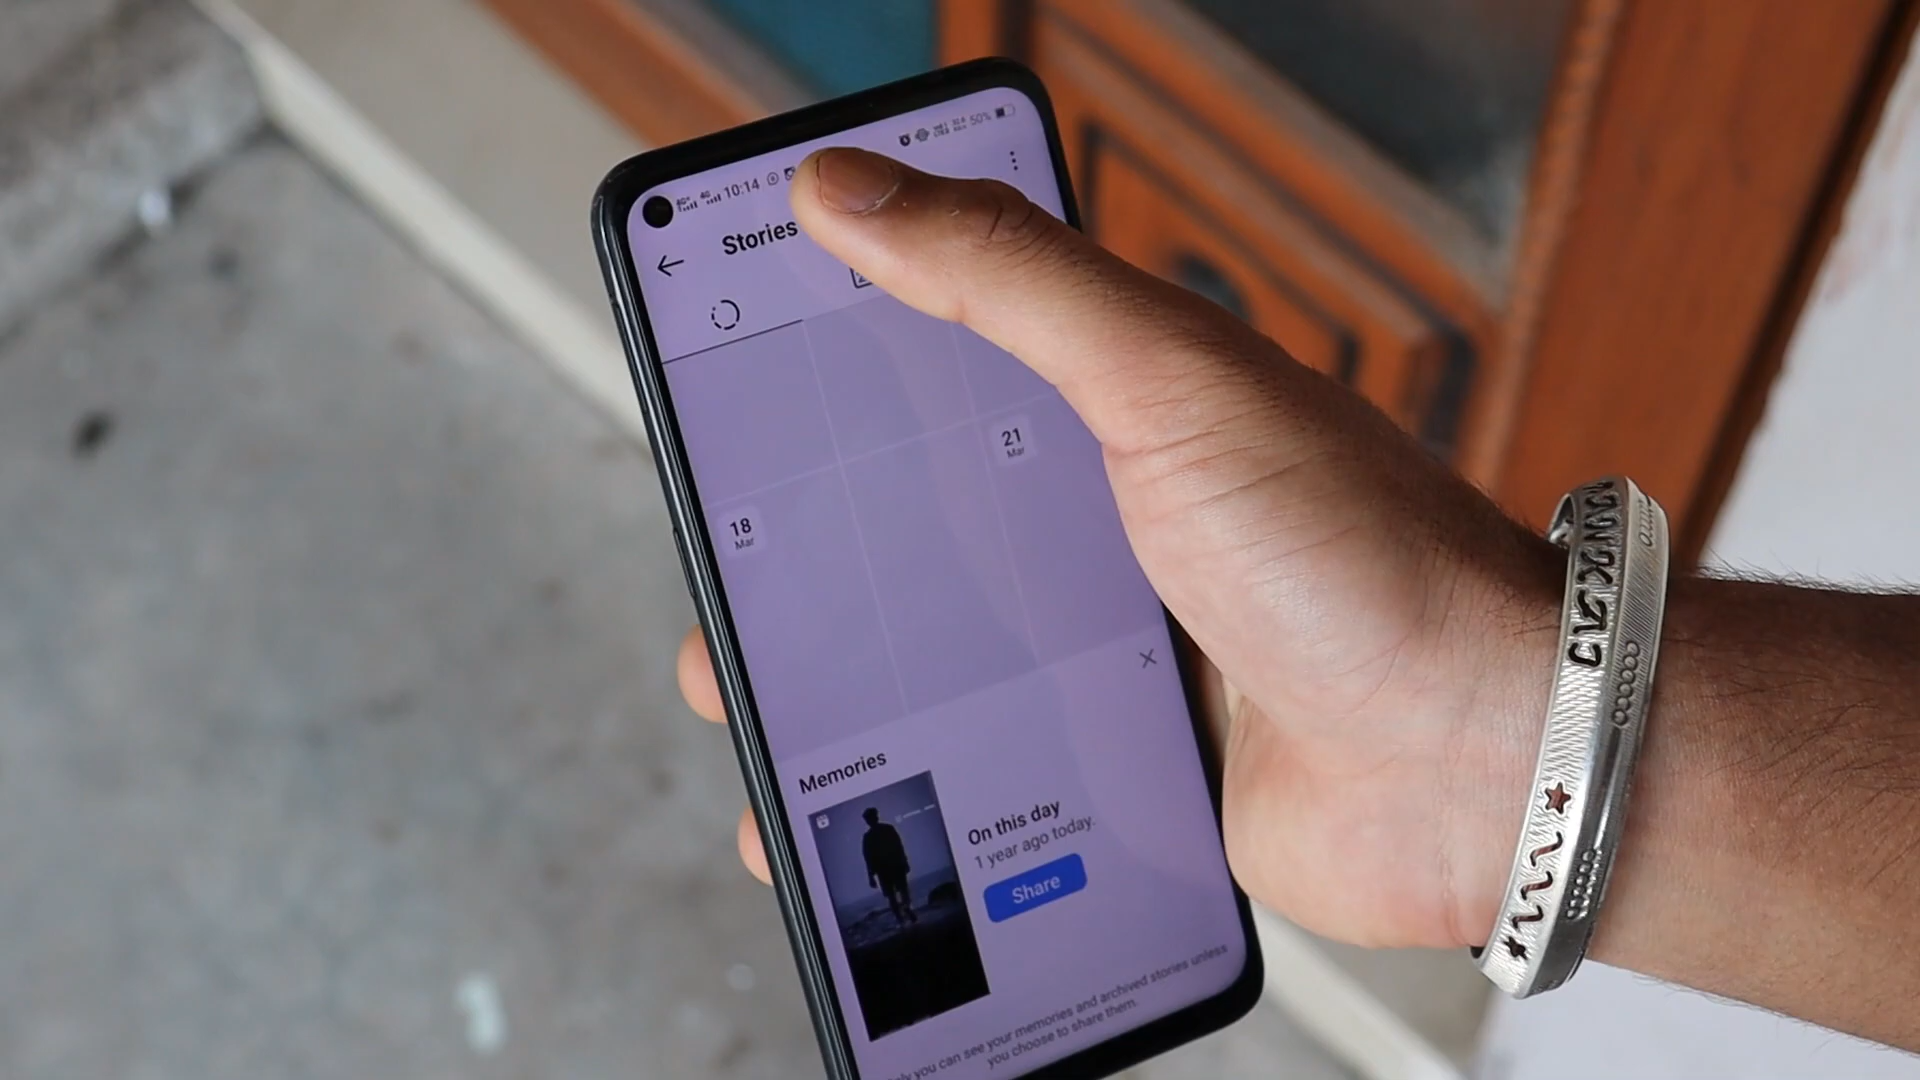 10:14
50%
Stories
21
Mar
18
Mar
Memories
On this day
1 year ago today.
Share
you can see your memories and archived stories unless
you choose to share them.